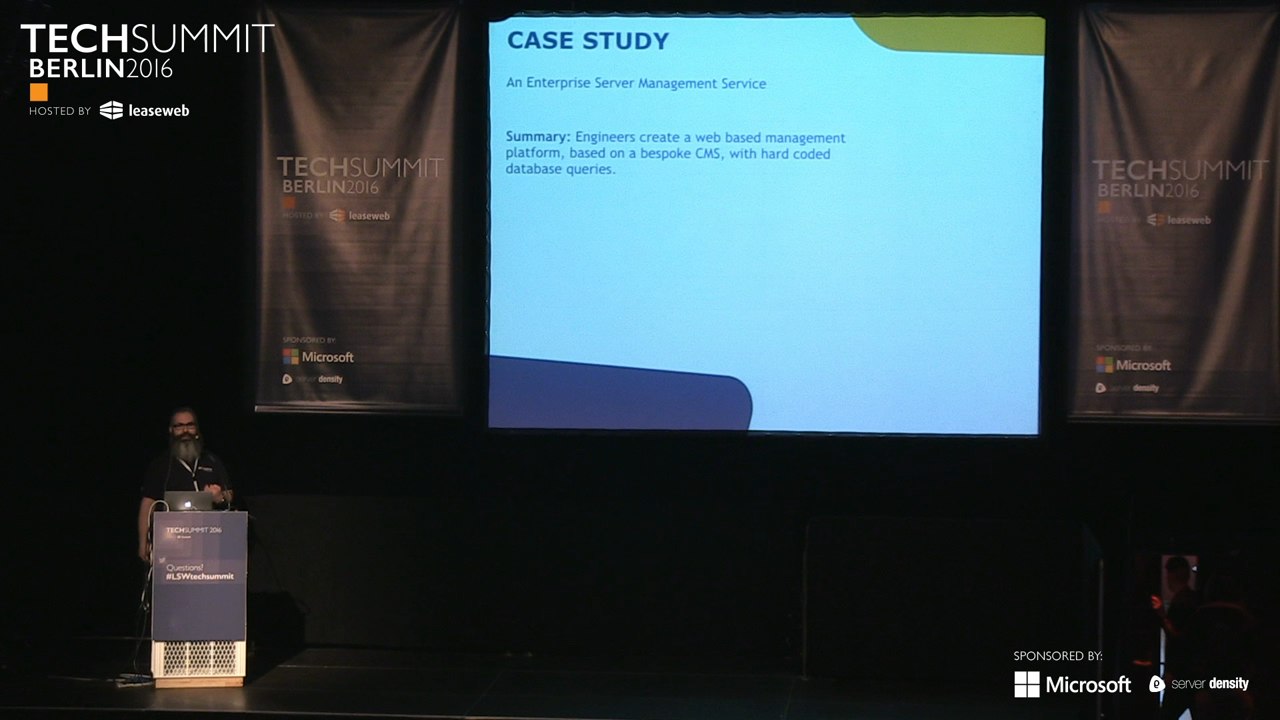 TECHSUMMIT
BERLIN2016
HOSTED BY leaseweb
TECHSUMMIT
BERLIN2016
HOSTED BY leaseweb
SPONSORED BY:
Microsoft
server density
CASE STUDY
An Enterprise Server Management Service
Summary: Engineers create a web based management
platform, based on a bespoke CMS, with hard coded
database queries.
TECHSUMMIT
BERLIN2016
HOSTED BY leaseweb
SPONSORED BY:
Microsoft
server density
TECHSUMMIT 2016
Questions?
#LSWtechsummit
SPONSORED BY:
Microsoft
server density